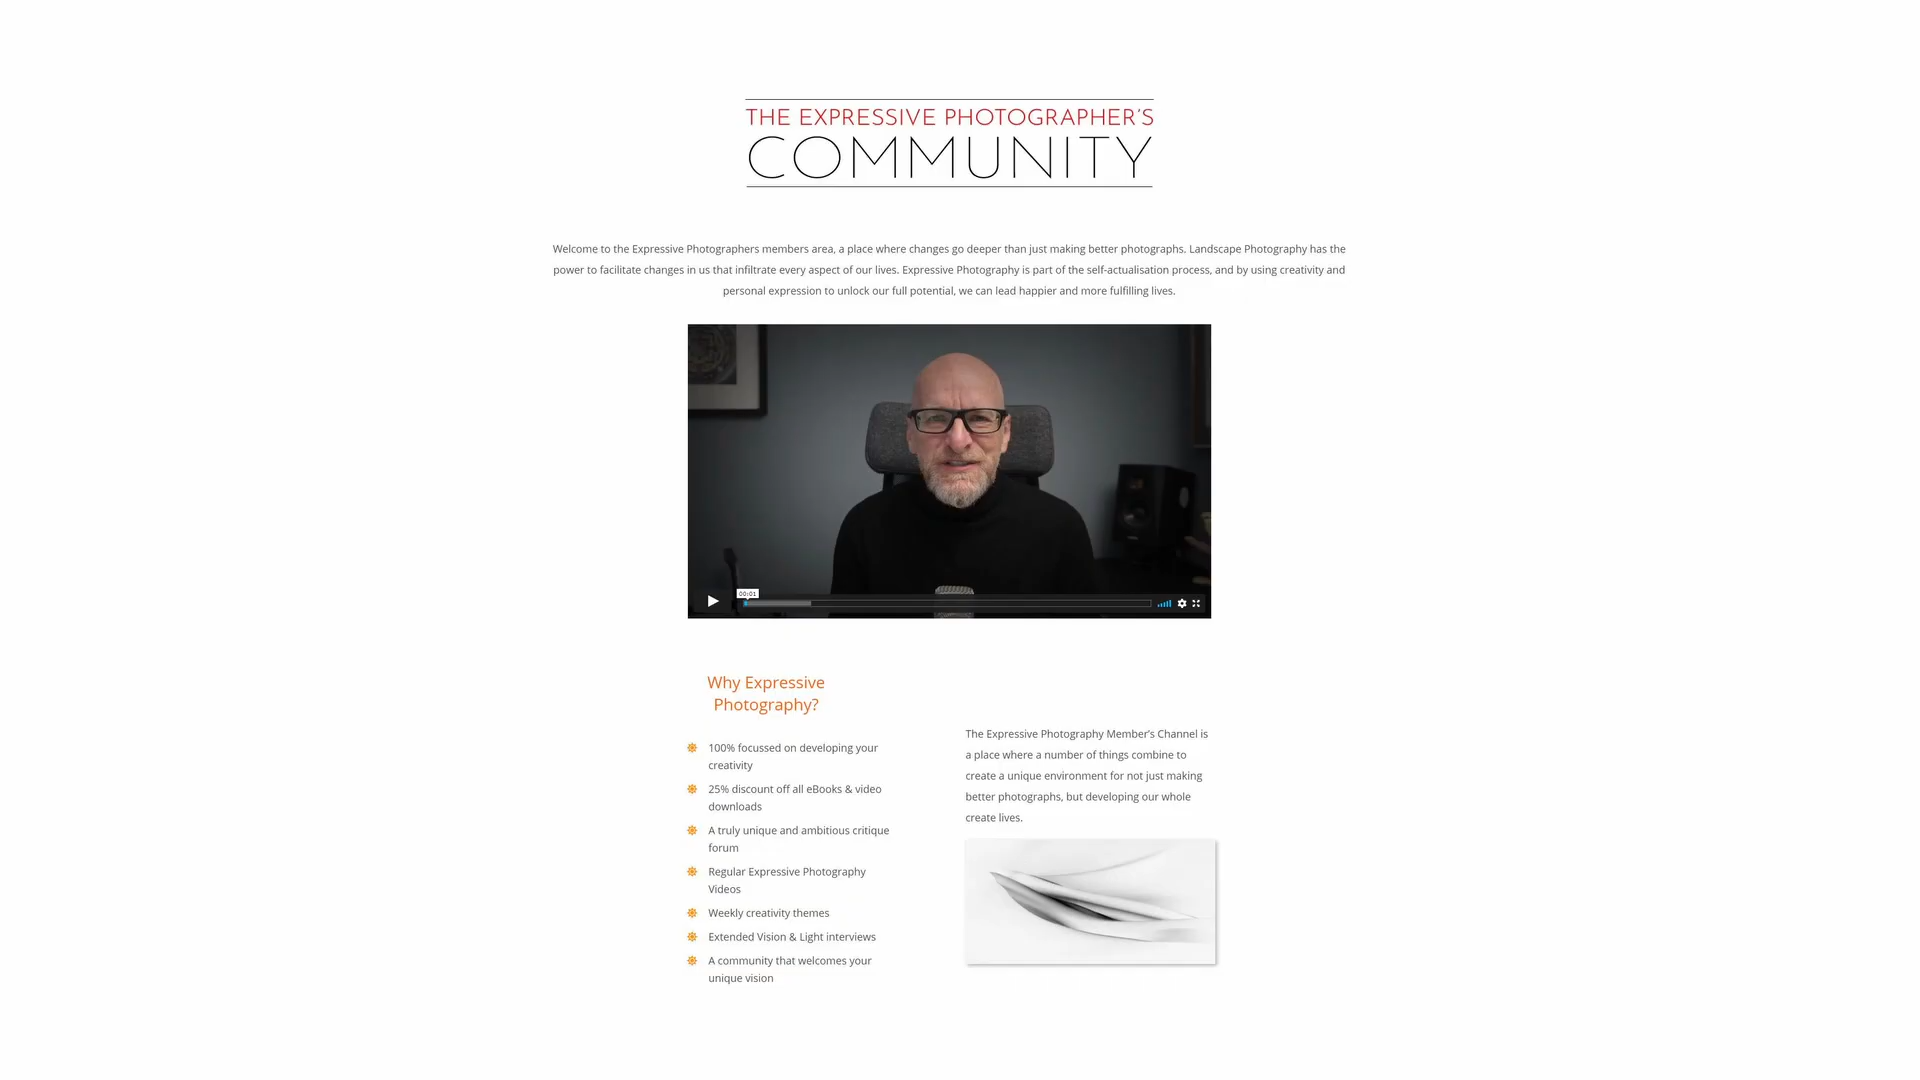 THE EXPRESSIVE PHOTOGRAPHER'S
COMMUNITY
Welcome to the Expressive Photographers members area, a place where changes go deeper than just making better photographs. Landscape Photography has the
power to facilitate changes in us that infiltrate every aspect of our lives. Expressive Photography is part of the self-actualisation process, and by using creativity and
personal expression to unlock our full potential, we can lead happier and more fulfilling lives.
00:01
Why Expressive
Photography?
100% focussed on developing your
creativity
25% discount off all eBooks & video
downloads
A truly unique and ambitious critique
forum
Regular Expressive Photography
Videos
Weekly creativity themes
Extended Vision & Light interviews
A community that welcomes your
unique vision
The Expressive Photography Member's Channel is
a place where a number of things combine to
create a unique environment for not just making
better photographs, but developing our whole
create lives.